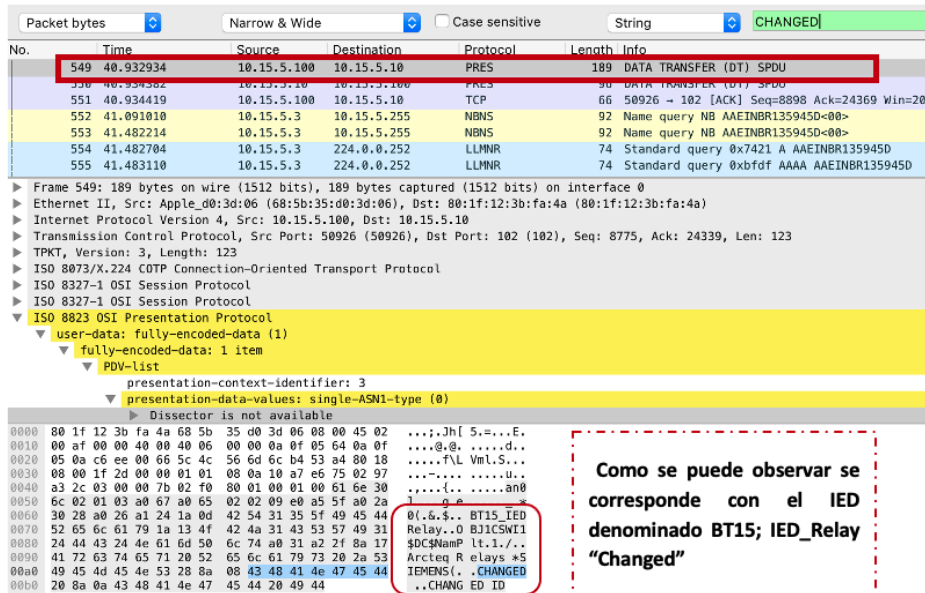 Packet bytes Narrow & Wide Case sensitive String CHANGED
No. Time Source Destination Protocol Length Info
549 40.932934 10.15.5.100 10.15.5.10 PRES 189 DATA TRANSFER (DT) SPDU
550 40.934382 10.15.5.10 10.15.5.100 PRES 96 DATA TRANSFER (DT) SPDU
551 40.934419 10.15.5.100 10.15.5.10 TCP 66 50926 → 102 [ACK] Seq=8898 Ack=24369 Win=20
552 41.091010 10.15.5.3 10.15.5.255 NBNS 92 Name query NB AAEINBR135945D<00>
553 41.482214 10.15.5.3 10.15.5.255 NBNS 92 Name query NB AAEINBR135945D<00>
554 41.482704 10.15.5.3 224.0.0.252 LLMNR 74 Standard query 0x7421 A AAEINBR135945D
555 41.483110 10.15.5.3 224.0.0.252 LLMNR 74 Standard query 0xbfdf AAAA AAEINBR135945D
Frame 549: 189 bytes on wire (1512 bits), 189 bytes captured (1512 bits) on interface 0
Ethernet II, Src: Apple_d0:3d:06 (68:5b:35:d0:3d:06), Dst: 80:1f:12:3b:fa:4a (80:1f:12:3b:fa:4a)
Internet Protocol Version 4, Src: 10.15.5.100, Dst: 10.15.5.10
Transmission Control Protocol, Src Port: 50926 (50926), Dst Port: 102 (102), Seq: 8775, Ack: 24339, Len: 123
TPKT, Version: 3, Length: 123
ISO 8073/X.224 COTP Connection-Oriented Transport Protocol
ISO 8327-1 OSI Session Protocol
ISO 8327-1 OSI Session Protocol
ISO 8823 OSI Presentation Protocol
user-data: fully-encoded-data (1)
fully-encoded-data: 1 item
PDV-list
presentation-context-identifier: 3
presentation-data-values: single-ASN1-type (0)
Dissector is not available
0000 80 1f 12 3b fa 4a 68 5b 35 d0 3d 06 08 00 45 02 ...;.Jh[ 5.=...E.
0010 00 af 00 00 40 00 40 06 00 00 0a 0f 05 64 0a 0f ....@.@. .....d..
0020 05 0a c6 ee 00 66 5c 4c 56 6d 6c b4 53 a4 80 18 .....f\L Vml.S...
0030 08 00 1f 2d 00 00 01 01 08 0a 10 a7 e6 75 02 97 ...-.... .....u..
0040 a3 2c 03 00 00 7b 02 f0 80 01 00 01 00 61 6e 30 .,...{.. .....an0
0050 6c 02 01 03 a0 67 a0 65 02 02 09 e0 a5 5f a0 2a l....g.e ....._.*
0060 30 28 a0 26 a1 24 1a 0d 42 54 31 35 5f 49 45 44 0(.&.$.. BT15_IED
0070 52 65 6c 61 79 1a 13 4f 42 4a 31 43 53 57 49 31 Relay..O BJ1CSWI1
0080 24 44 43 24 4e 61 6d 50 6c 74 a0 31 a2 2f 8a 17 $DC$NamP lt.1./..
0090 41 72 63 74 65 71 20 52 65 6c 61 79 73 20 2a 53 Arcteq R elays *S
00a0 49 45 4d 45 4e 53 28 8a 08 43 48 41 4e 47 45 44 IEMENS(. .CHANGED
00b0 20 8a 0a 43 48 41 4e 47 45 44 20 49 44 ..CHANG ED ID
Como se puede observar se
corresponde con el IED
denominado BT15; IED_Relay
“Changed”